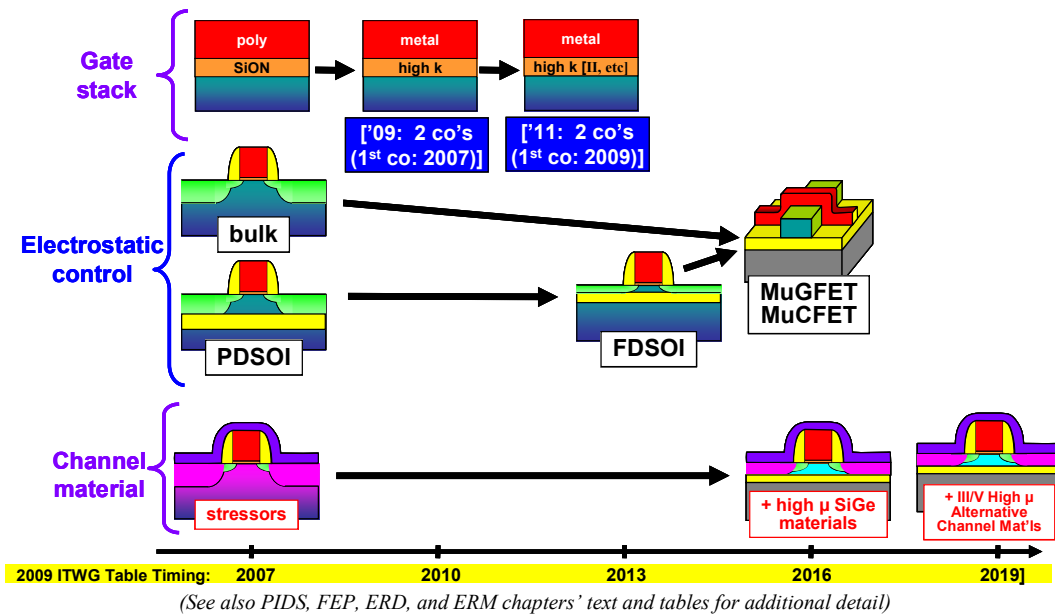 Gate
stack
poly
SiON
metal
high k
metal
high k [II, etc]
['09: 2 co's
(1st co: 2007)]
['11: 2 co's
(1st co: 2009)]
Electrostatic
control
bulk
PDSOI
FDSOI
MuGFET
MuCFET
Channel
material
stressors
+ high µ SiGe
materials
+ III/V High µ
Alternative
Channel Mat'ls
2009 ITWG Table Timing: 2007 2010 2013 2016 2019]
(See also PIDS, FEP, ERD, and ERM chapters' text and tables for additional detail)